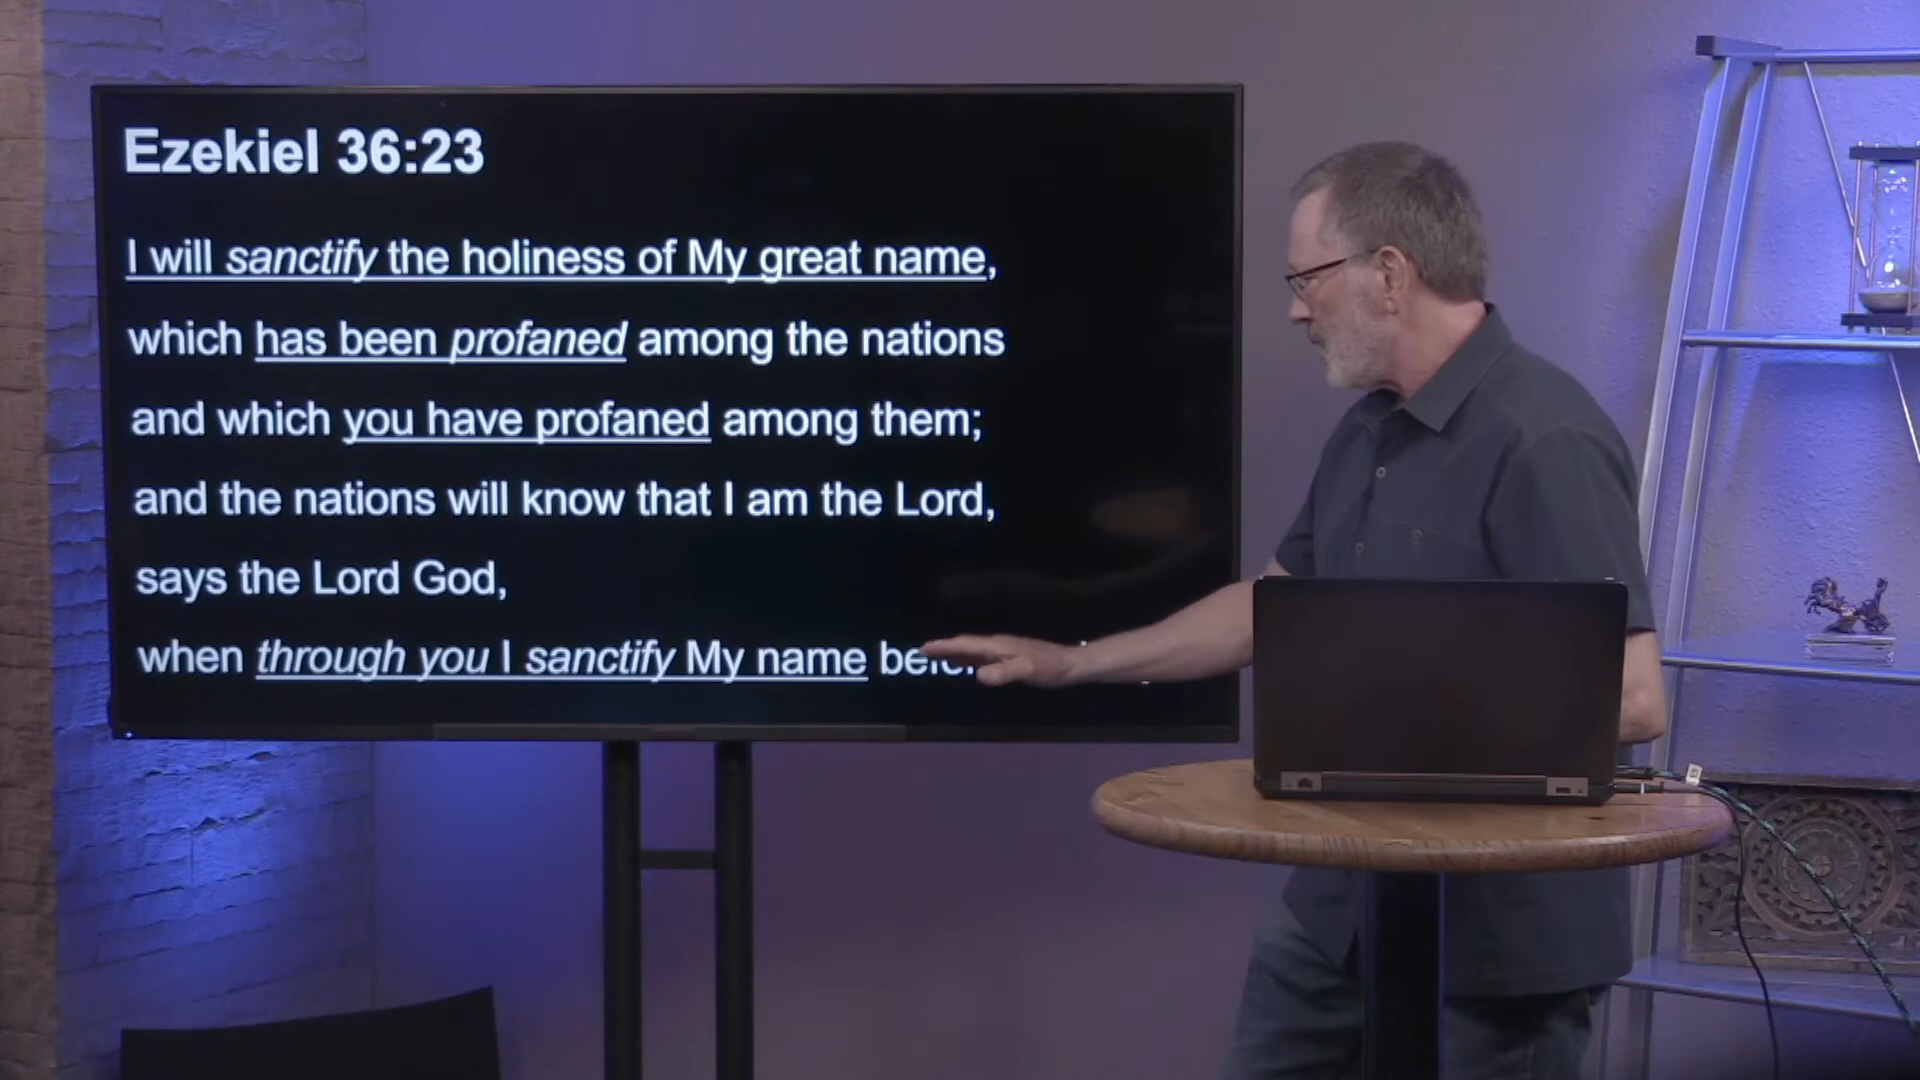 Ezekiel 36:23
I will sanctify the holiness of My great name,
which has been profaned among the nations
and which you have profaned among them;
and the nations will know that I am the Lord,
says the Lord God,
when through you I sanctify My name